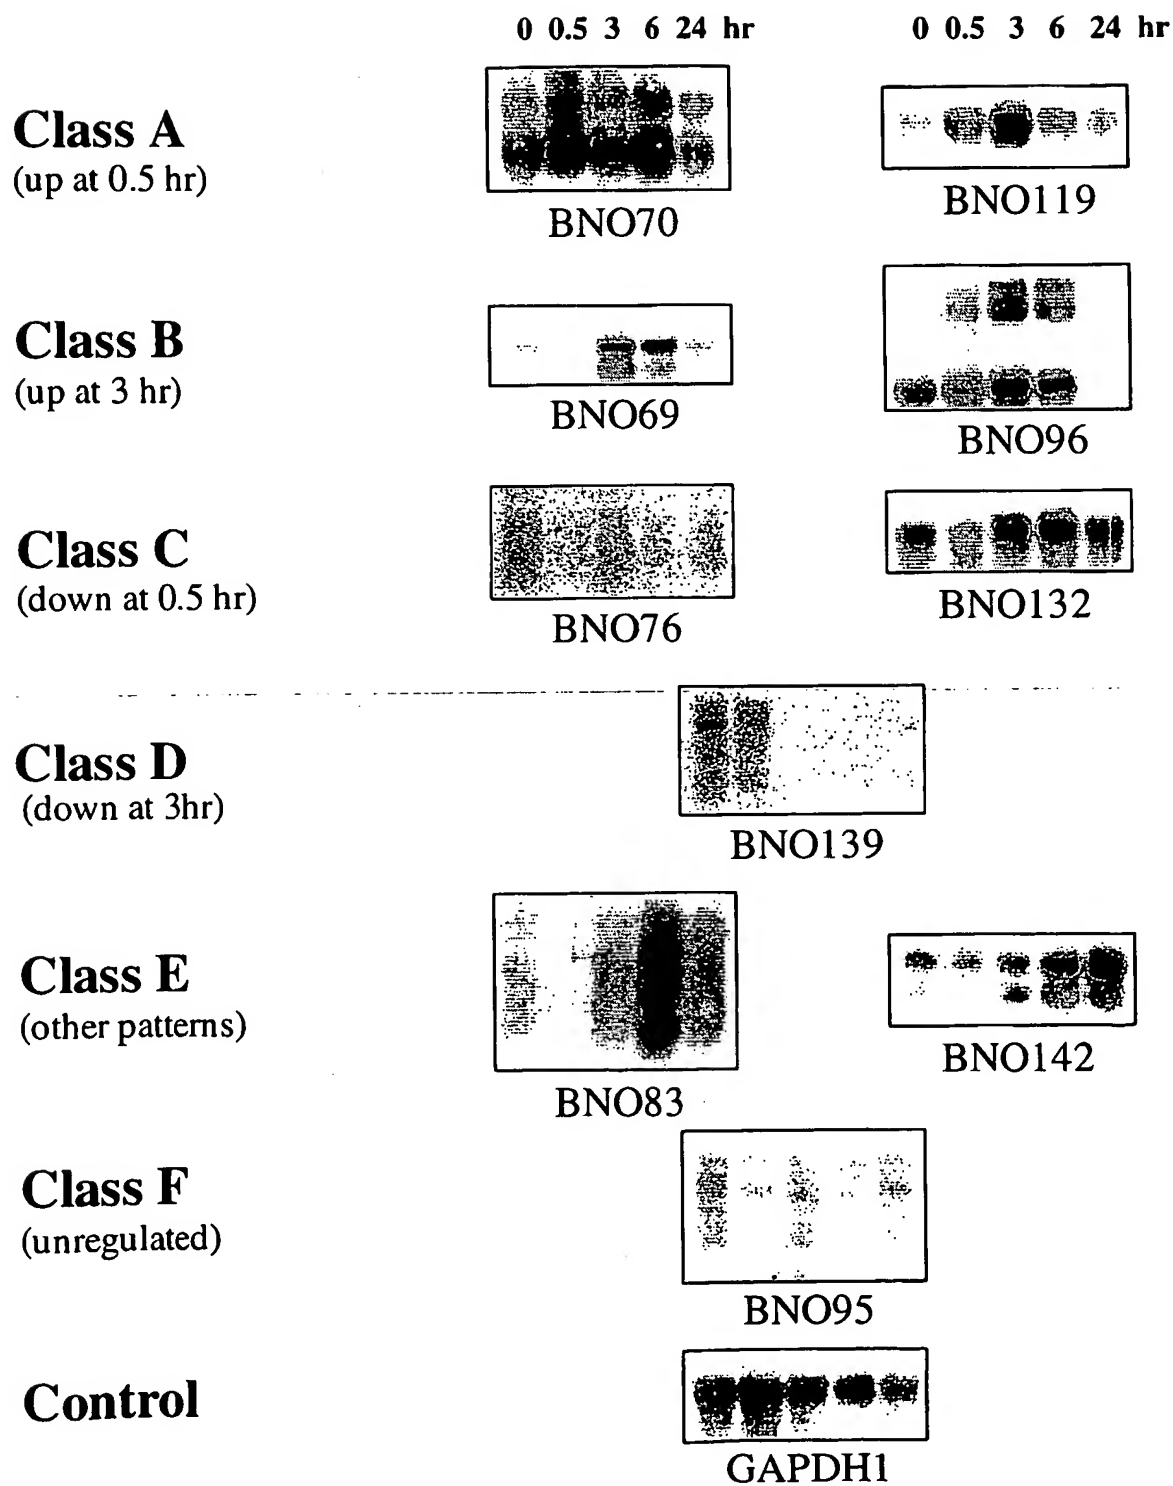 0 0.5 3 6 24 hr
0 0.5 3 6 24 hr
Class A
(up at 0.5 hr)
BNO70
BNO119
Class B
(up at 3 hr)
BNO69
BNO96
Class C
(down at 0.5 hr)
BNO76
BNO132
Class D
(down at 3hr)
BNO139
Class E
(other patterns)
BNO83
BNO142
Class F
(unregulated)
BNO95
Control
GAPDH1